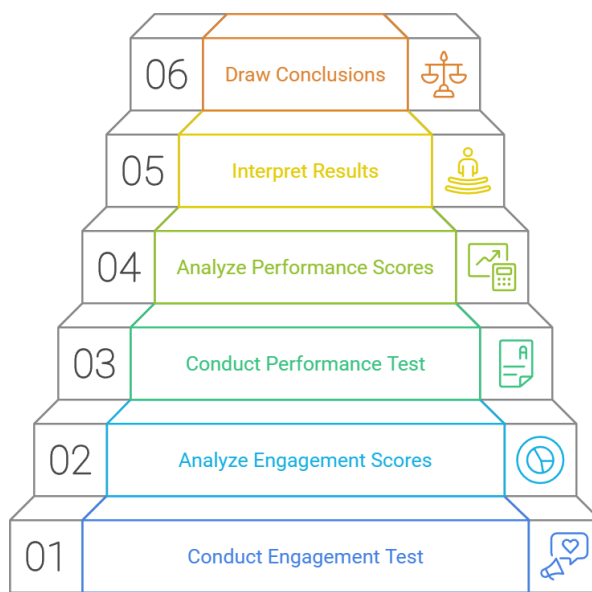 06 Draw Conclusions
05 Interpret Results
04 Analyze Performance Scores
03 Conduct Performance Test
A
02 Analyze Engagement Scores
01 Conduct Engagement Test